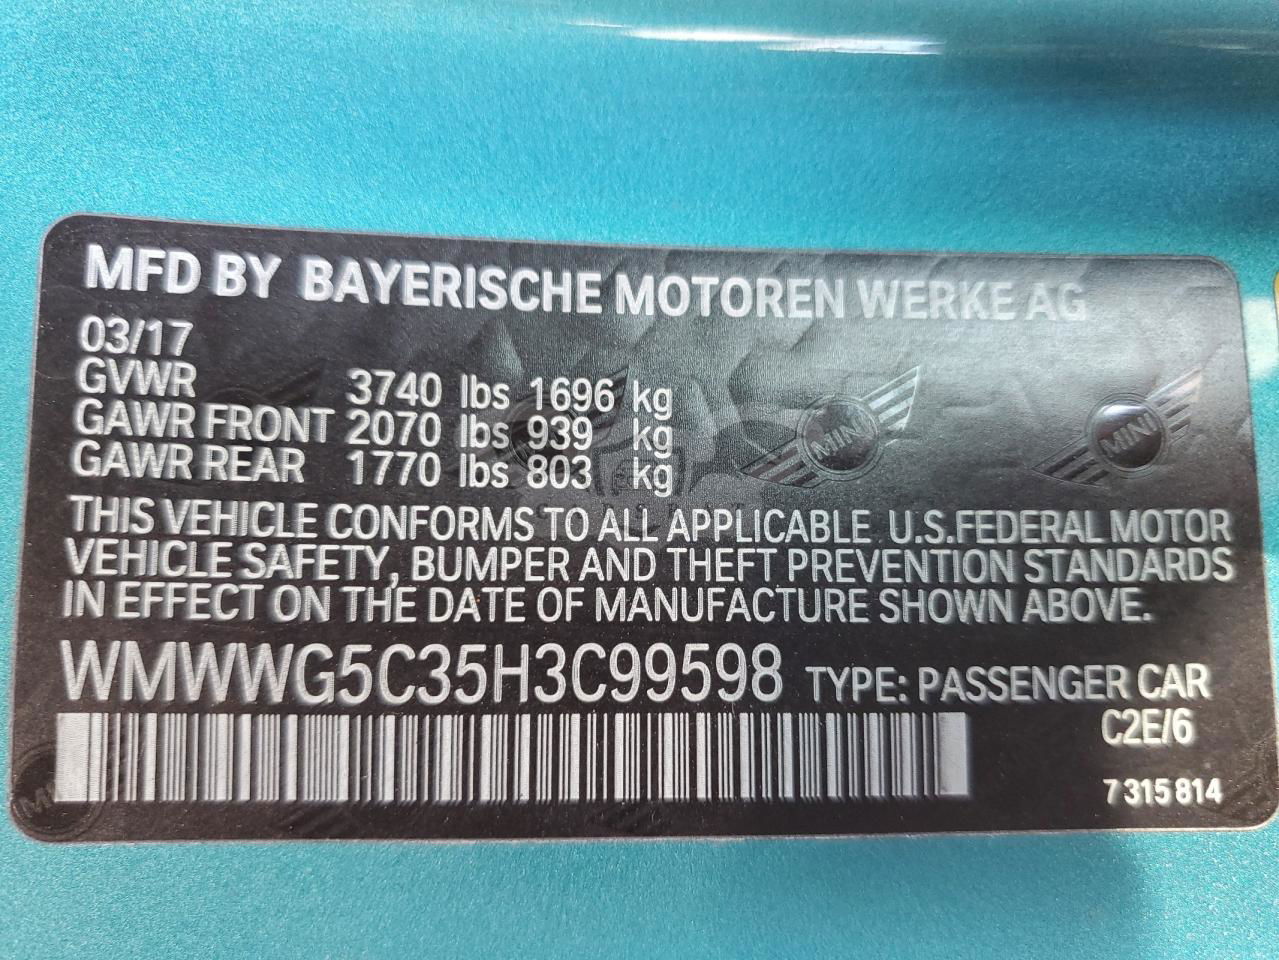 MFD BY BAYERISCHE MOTOREN WERKE AG
03/17
GVWR 3740 lbs 1696 kg
GAWR FRONT 2070 lbs 939 kg
GAWR REAR 1770 lbs 803 kg
MINI MINI
THIS VEHICLE CONFORMS TO ALL APPLICABLE U.S.FEDERAL MOTOR
VEHICLE SAFETY, BUMPER AND THEFT PREVENTION STANDARDS
IN EFFECT ON THE DATE OF MANUFACTURE SHOWN ABOVE.
WMWWG5C35H3C99598 TYPE: PASSENGER CAR
C2E/6
7 315 814